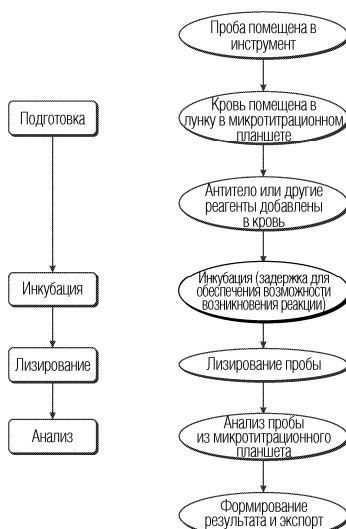 Проба помещена в
инструмент
Подготовка
Кровь помещена в
лунку в микротитрационном
планшете
Антитело или другие
реагенты добавлены
в кровь
Инкубация
Инкубация (задержка для
обеспечения возможности
возникновения реакции)
Лизирование
Лизирование пробы
Анализ
Анализ пробы
из микротитрационного
планшета
Формирование
результата и экспорт